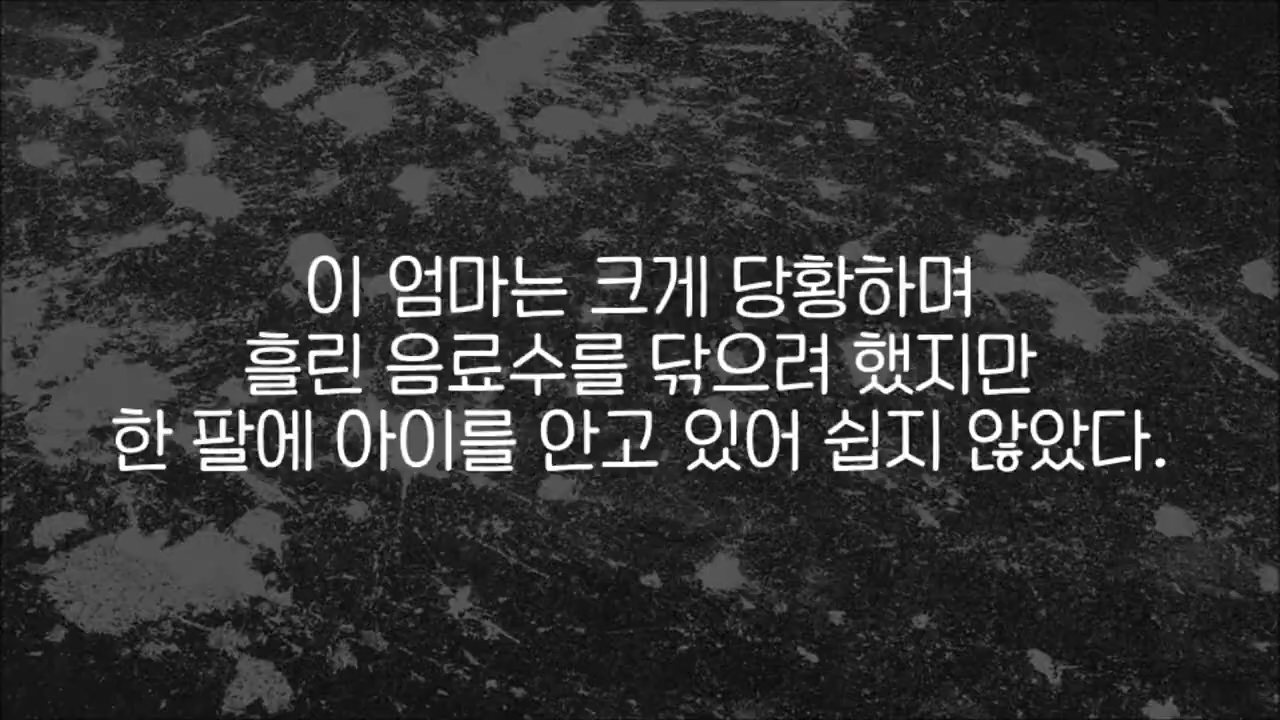 이 엄마는 크게 당황하며
흘린 음료수를 닦으려 했지만
한 팔에 아이를 안고 있어 쉽지 않았다.